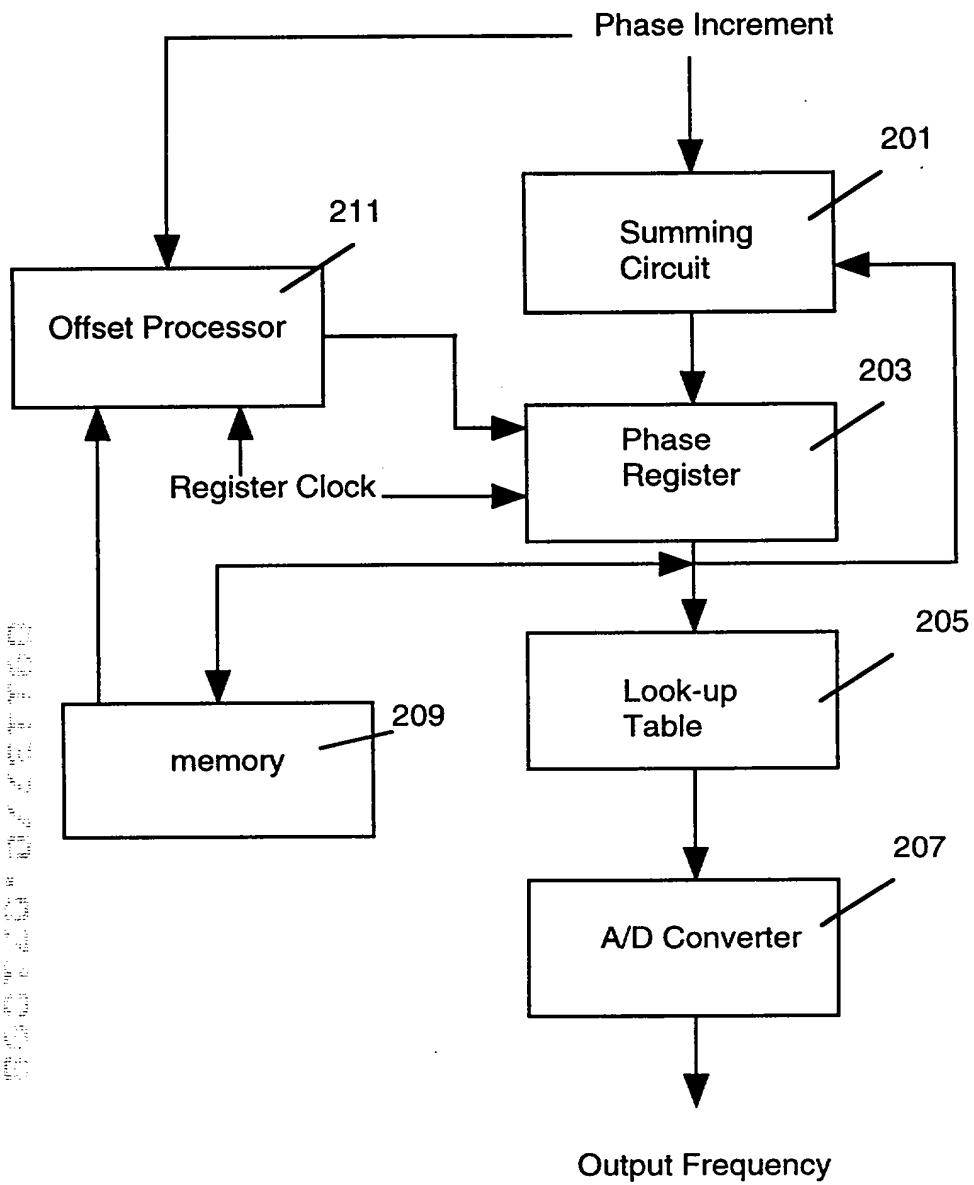 Phase Increment
201
Summing
Circuit
211
Offset Processor
203
Phase
Register
Register Clock
205
Look-up
Table
209
memory
207
A/D Converter
Output Frequency